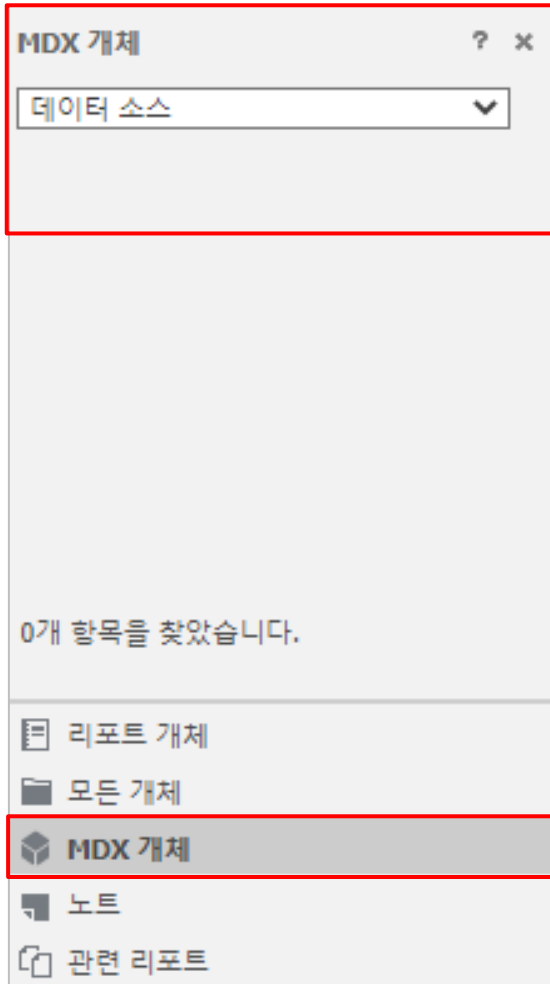 MDX 개체 ? ×
데이터 소스
0개 항목을 찾았습니다.
리포트 개체
모든 개체
MDX 개체
노트
관련 리포트